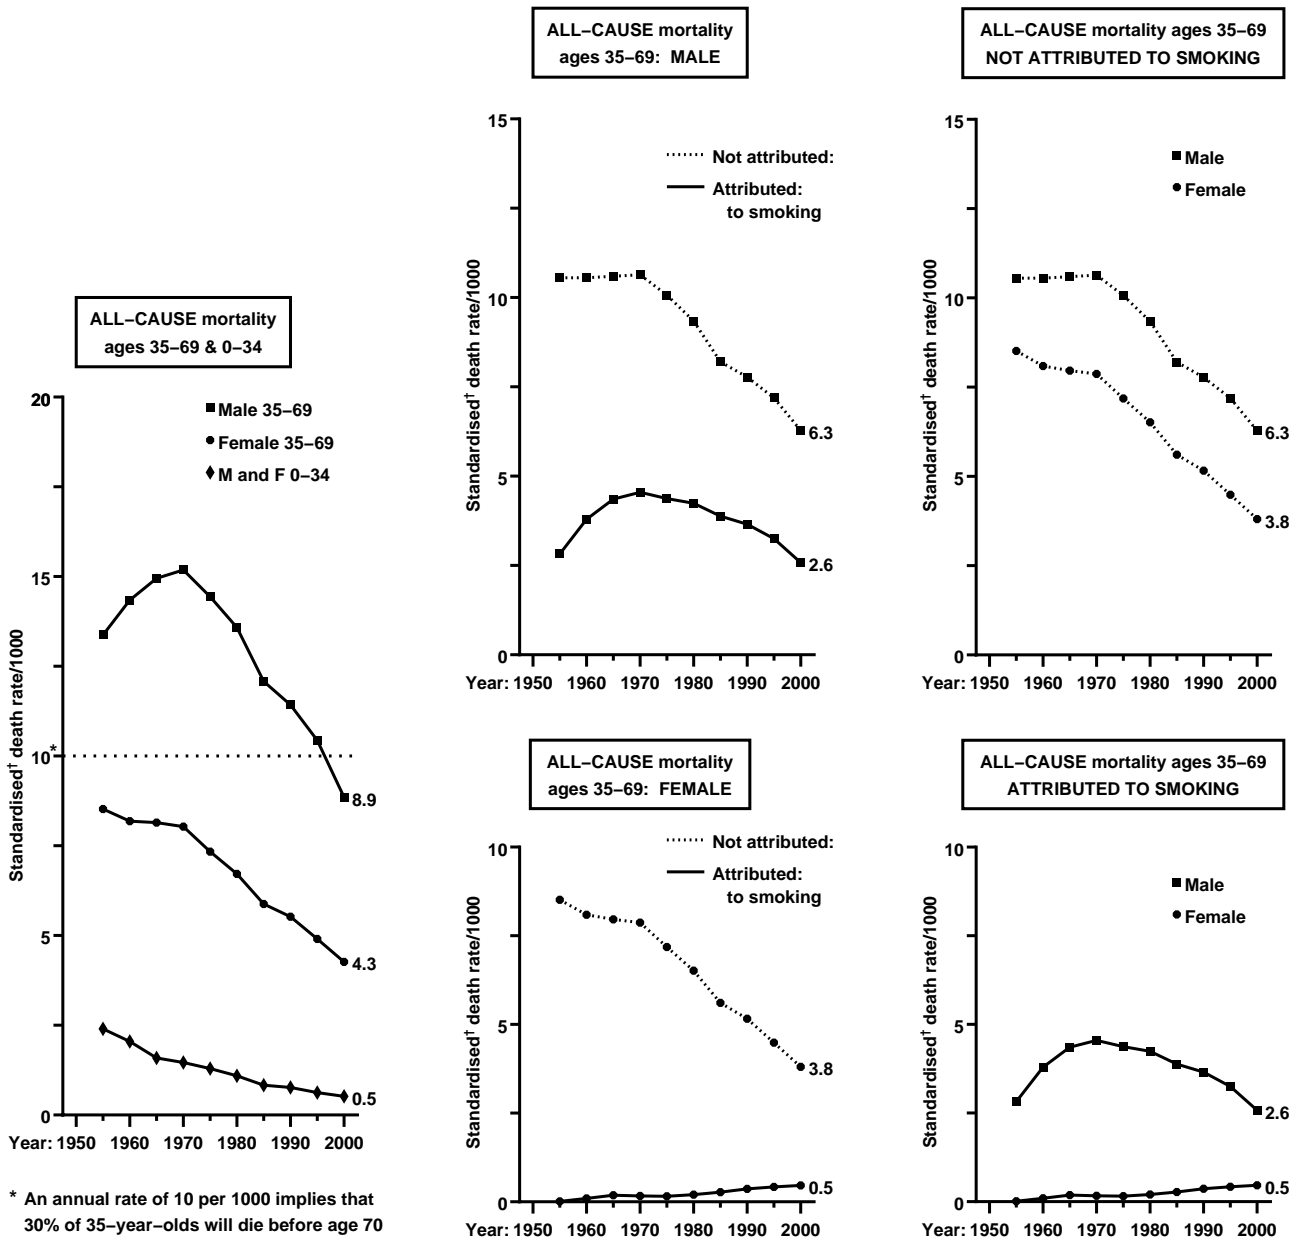 ALL−CAUSE mortality
ages 35−69 & 0−34
Standardised† death rate/1000
20
15
10*
5
0
Male 35−69
Female 35−69
M and F 0−34
8.9
4.3
0.5
Year: 1950 1960 1970 1980 1990 2000
* An annual rate of 10 per 1000 implies that
30% of 35−year−olds will die before age 70
ALL−CAUSE mortality
ages 35−69: MALE
Standardised† death rate/1000
15
10
5
0
Not attributed:
Attributed:
to smoking
6.3
2.6
Year: 1950 1960 1970 1980 1990 2000
ALL−CAUSE mortality ages 35−69
NOT ATTRIBUTED TO SMOKING
Standardised† death rate/1000
15
10
5
0
Male
Female
6.3
3.8
Year: 1950 1960 1970 1980 1990 2000
ALL−CAUSE mortality
ages 35−69: FEMALE
Standardised† death rate/1000
10
5
0
Not attributed:
Attributed:
to smoking
3.8
0.5
Year: 1950 1960 1970 1980 1990 2000
ALL−CAUSE mortality ages 35−69
ATTRIBUTED TO SMOKING
Standardised† death rate/1000
10
5
0
Male
Female
2.6
0.5
Year: 1950 1960 1970 1980 1990 2000